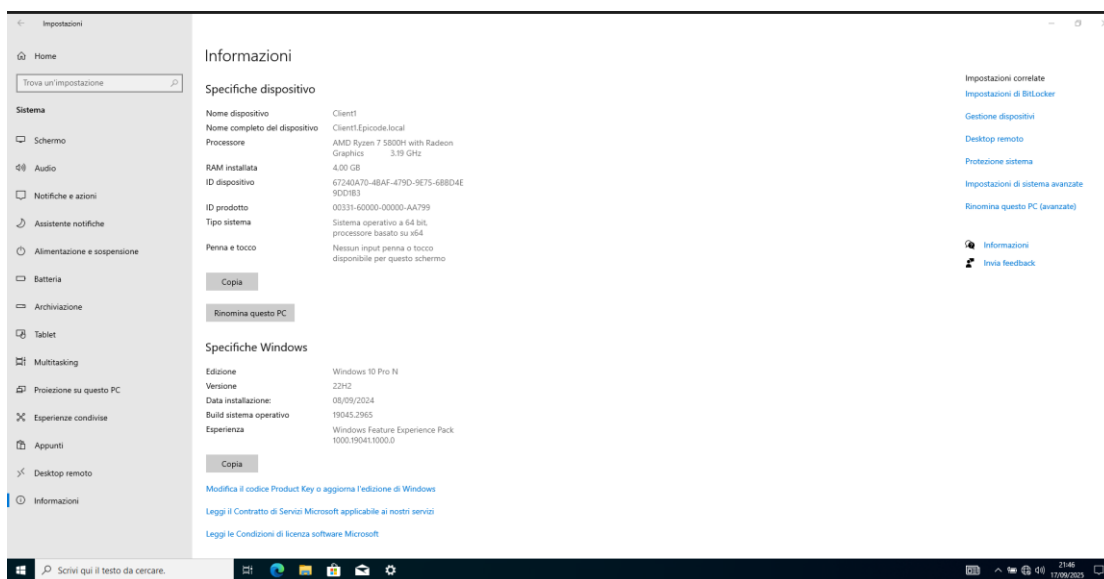 Impostazioni
Home
Trova un'impostazione
Sistema
Schermo
Audio
Notifiche e azioni
Assistente notifiche
Alimentazione e sospensione
Batteria
Archiviazione
Tablet
Multitasking
Proiezione su questo PC
Esperienze condivise
Appunti
Desktop remoto
Informazioni
Informazioni
Specifiche dispositivo
Nome dispositivo Client1
Nome completo del dispositivo Client1.Epicode.local
Processore AMD Ryzen 7 5800H with Radeon
Graphics 3.19 GHz
RAM installata 4,00 GB
ID dispositivo 67240A70-4BAF-479D-9E75-6B8D4E
9DD1B3
ID prodotto 00331-60000-00000-AA799
Tipo sistema Sistema operativo a 64 bit,
processore basato su x64
Penna e tocco Nessun input penna o tocco
disponibile per questo schermo
Copia
Rinomina questo PC
Specifiche Windows
Edizione Windows 10 Pro N
Versione 22H2
Data installazione: 08/09/2024
Build sistema operativo 19045.2965
Esperienza Windows Feature Experience Pack
1000.19041.1000.0
Copia
Modifica il codice Product Key o aggiorna l'edizione di Windows
Leggi il Contratto di Servizi Microsoft applicabile ai nostri servizi
Leggi le Condizioni di licenza software Microsoft
Impostazioni correlate
Impostazioni di BitLocker
Gestione dispositivi
Desktop remoto
Protezione sistema
Impostazioni di sistema avanzate
Rinomina questo PC (avanzate)
Informazioni
Invia feedback
Scrivi qui il testo da cercare.
21:46
17/09/2025